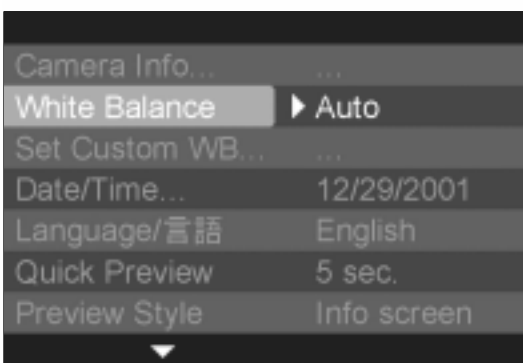 Camera Info... ...
White Balance Auto
Set Custom WB... ...
Date/Time... 12/29/2001
Language/言語 English
Quick Preview 5 sec.
Preview Style Info screen